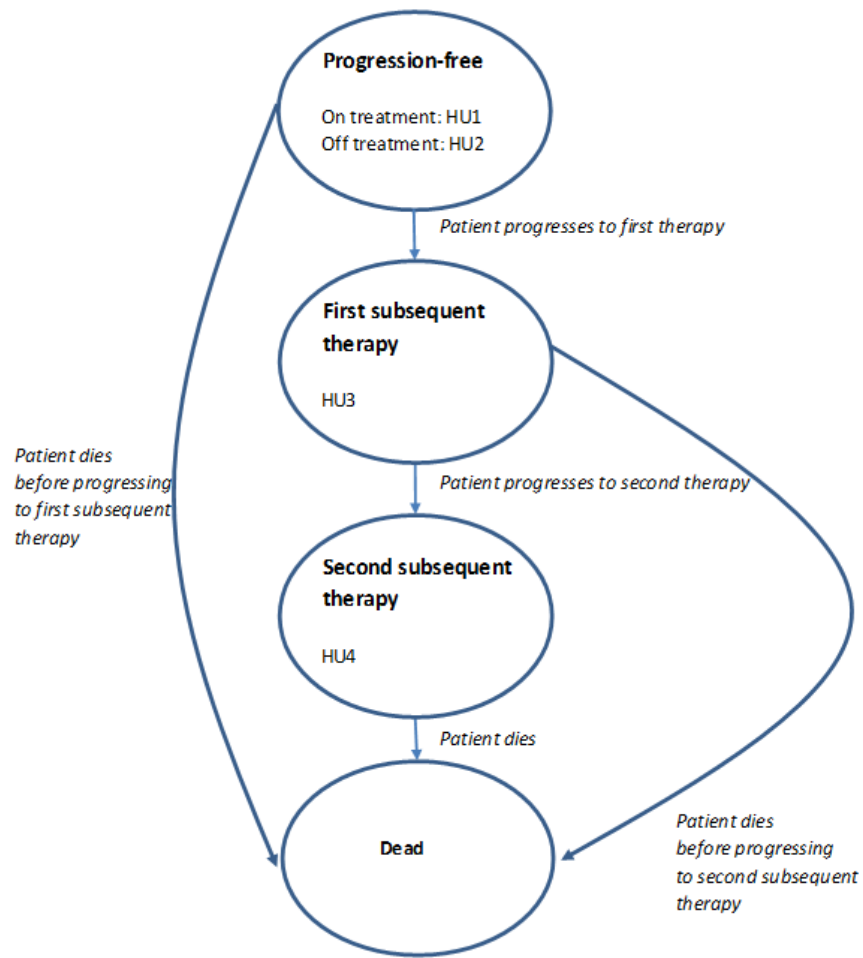 Progression-free
On treatment: HU1
Off treatment: HU2
Patient progresses to first therapy
First subsequent
therapy
HU3
Patient dies
before progressing
to first subsequent
therapy
Patient progresses to second therapy
Second subsequent
therapy
HU4
Patient dies
Dead
Patient dies
before progressing
to second subsequent
therapy